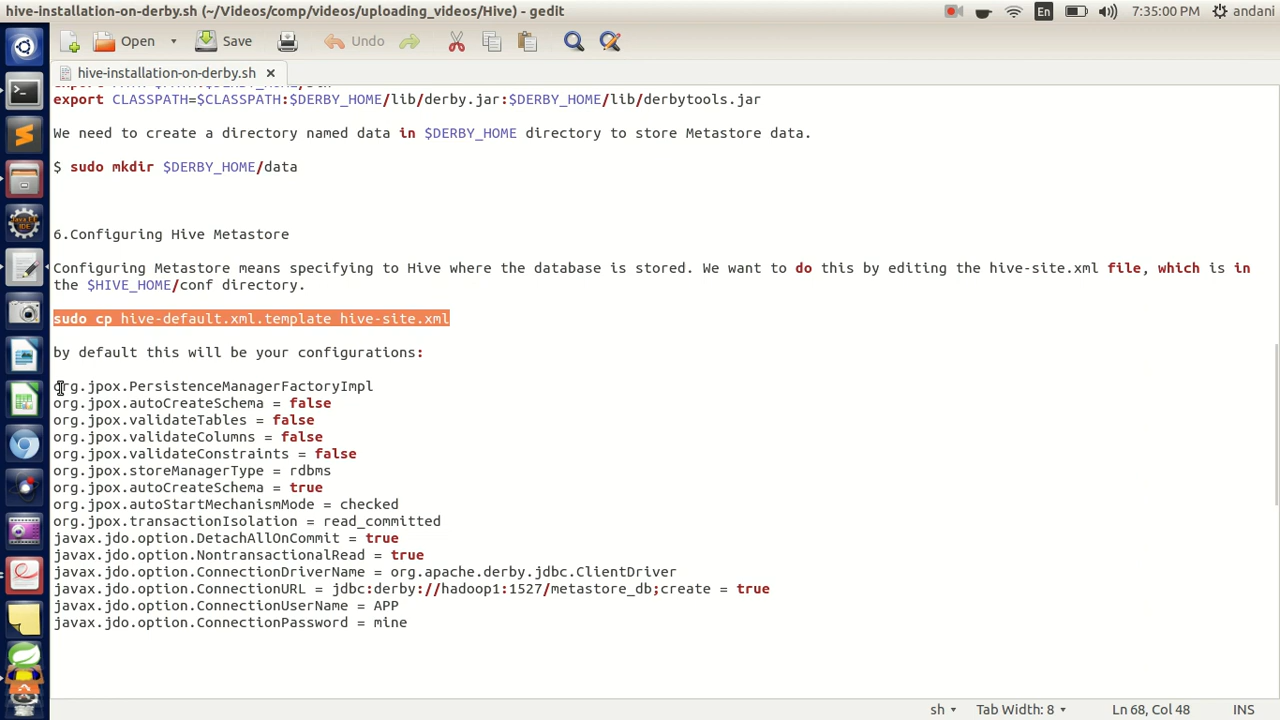 hive-installation-on-derby.sh (~/Videos/comp/videos/uploading_videos/Hive) - gedit
En
7:35:00 PM
andani
Open
Save
Undo
hive-installation-on-derby.sh ×
export CLASSPATH=$CLASSPATH:$DERBY_HOME/lib/derby.jar:$DERBY_HOME/lib/derbytools.jar
We need to create a directory named data in $DERBY_HOME directory to store Metastore data.
$ sudo mkdir $DERBY_HOME/data
6.Configuring Hive Metastore
Configuring Metastore means specifying to Hive where the database is stored. We want to do this by editing the hive-site.xml file, which is in
the $HIVE_HOME/conf directory.
sudo cp hive-default.xml.template hive-site.xml
by default this will be your configurations:
org.jpox.PersistenceManagerFactoryImpl
org.jpox.autoCreateSchema = false
org.jpox.validateTables = false
org.jpox.validateColumns = false
org.jpox.validateConstraints = false
org.jpox.storeManagerType = rdbms
org.jpox.autoCreateSchema = true
org.jpox.autoStartMechanismMode = checked
org.jpox.transactionIsolation = read_committed
javax.jdo.option.DetachAllOnCommit = true
javax.jdo.option.NontransactionalRead = true
javax.jdo.option.ConnectionDriverName = org.apache.derby.jdbc.ClientDriver
javax.jdo.option.ConnectionURL = jdbc:derby://hadoop1:1527/metastore_db;create = true
javax.jdo.option.ConnectionUserName = APP
javax.jdo.option.ConnectionPassword = mine
sh
Tab Width: 8
Ln 68, Col 48
INS